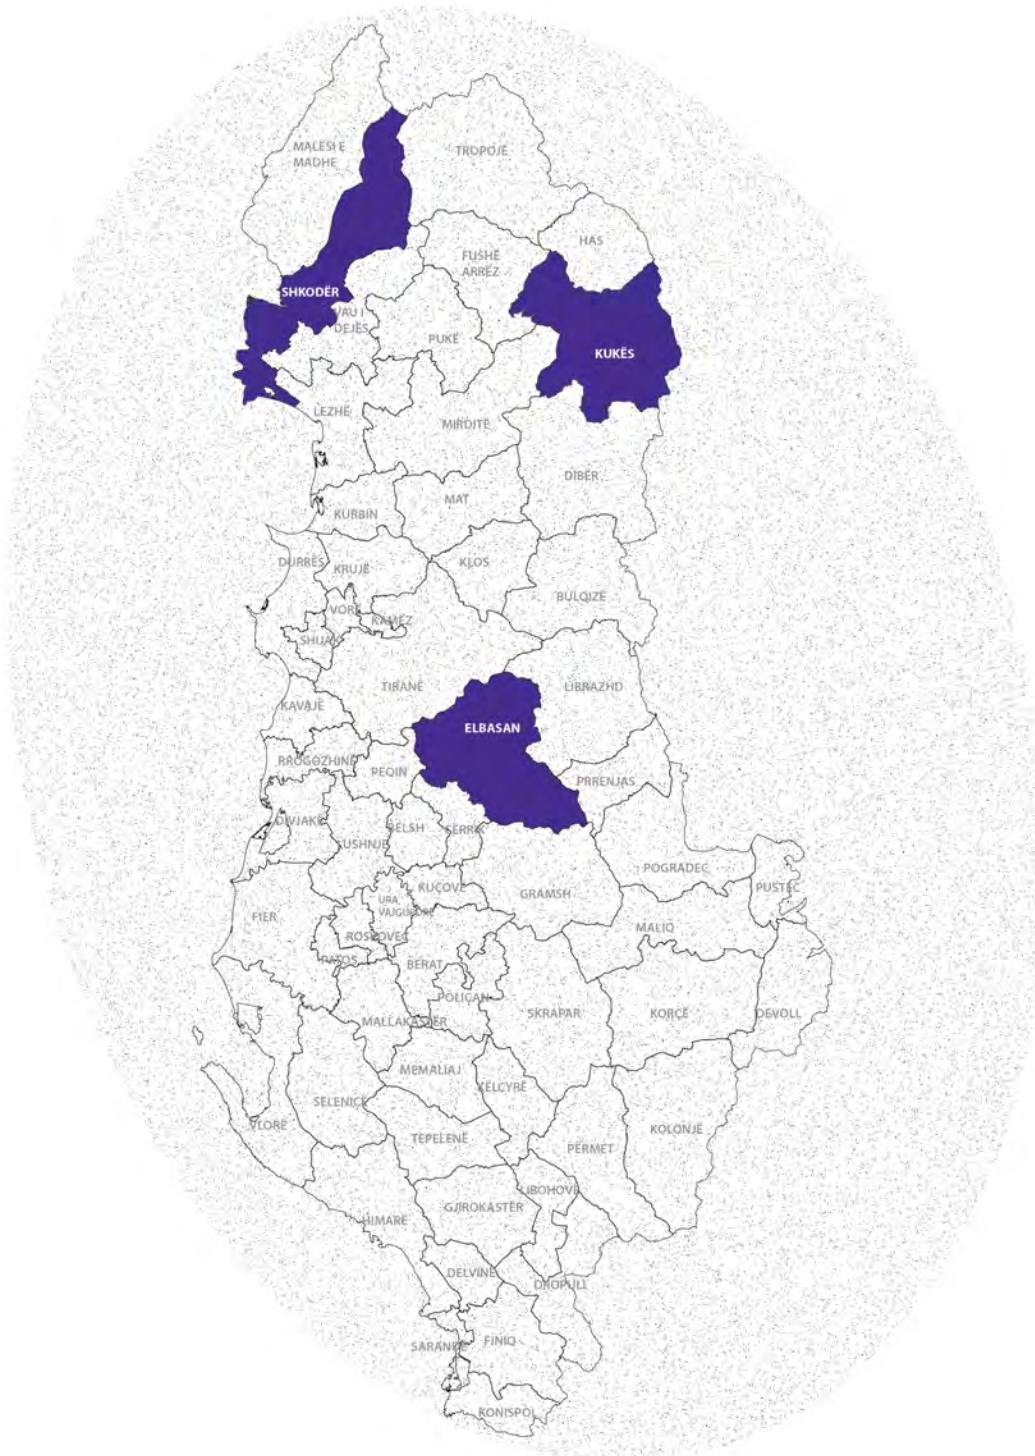 MALËSI E
MADHE
TROPOJË
HAS
FUSHË
ARRËZ
SHKODËR
VAU I
DEJËS
PUKË
KUKËS
LEZHË
MIRDITË
DIBËR
MAT
KURBIN
DURRËS
KRUJË
KLOS
BULQIZË
VORË
KAMËZ
SHIJAK
TIRANË
LIBRAZHD
KAVAJË
ELBASAN
RROGOZHINË
PEQIN
PRRENJAS
DIVJAKË
LUSHNJE
BELSH
CËRRIK
POGRADEC
PUSTEC
KUÇOVË
GRAMSH
URA
VAJGURORE
FIER
MALIQ
ROSKOVEC
PATOS
BERAT
POLIÇAN
SKRAPAR
KORÇË
DEVOLL
MALLAKASTËR
MEMALIAJ
KËLCYRË
SELENICË
VLORË
TEPELENË
PËRMET
KOLONJË
LIBOHOVË
GJIROKASTËR
HIMARË
DELVINË
DROPULL
SARANDË
FINIQ
KONISPOL